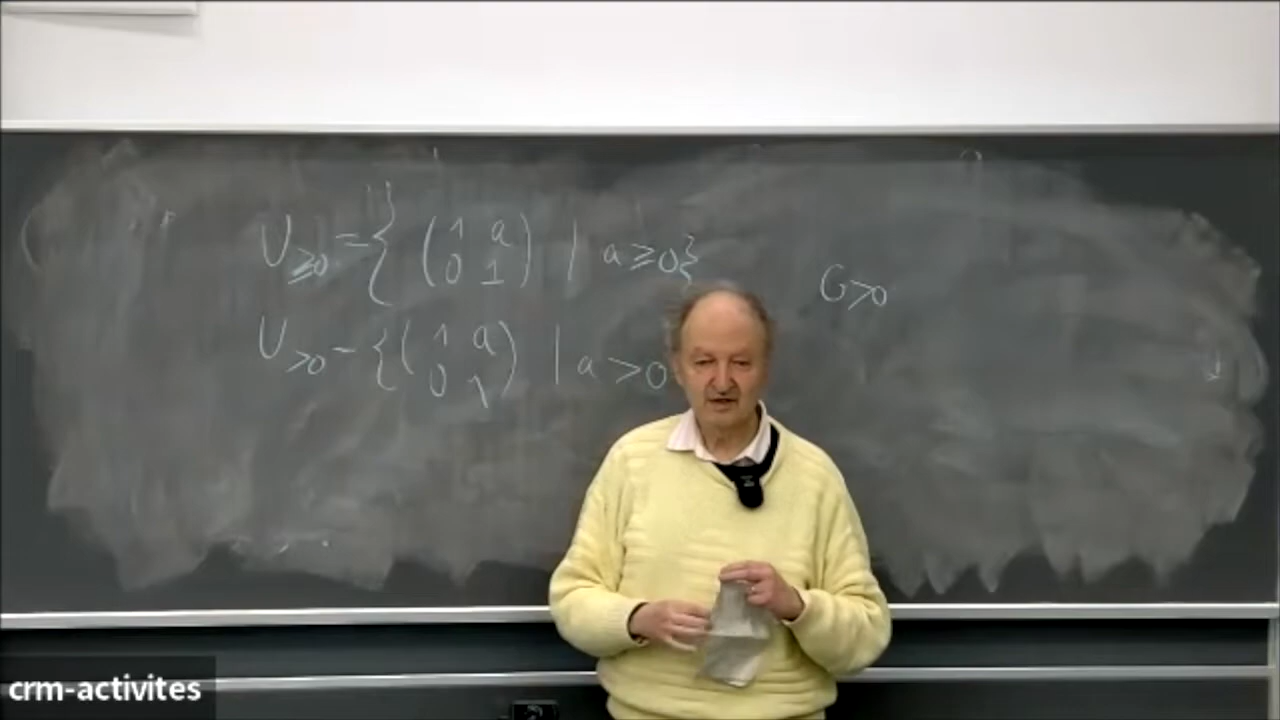 U≥0 = { ( 1 a
0 1 ) | a ≥ 0 }
G>0
U>0 = { ( 1 a
0 1 ) | a > 0
crm-activites